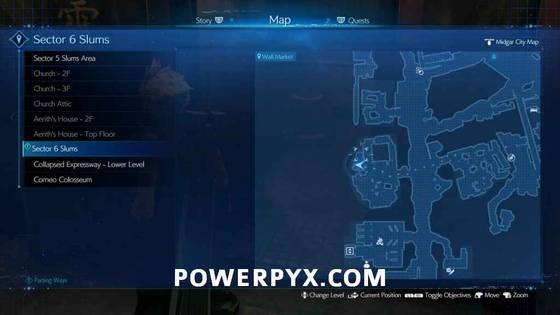 Story
Map
Quests
Sector 6 Slums
Midgar City Map
Sector 5 Slums Area
Church - 2F
Church - 3F
Church Attic
Aerith's House - 2F
Aerith's House - Top Floor
Sector 6 Slums
Collapsed Expressway - Lower Level
Corneo Colosseum
Wall Market
POWERPYX.COM
Parting Ways
Change Level
Current Position
Toggle Objectives
Move
Zoom